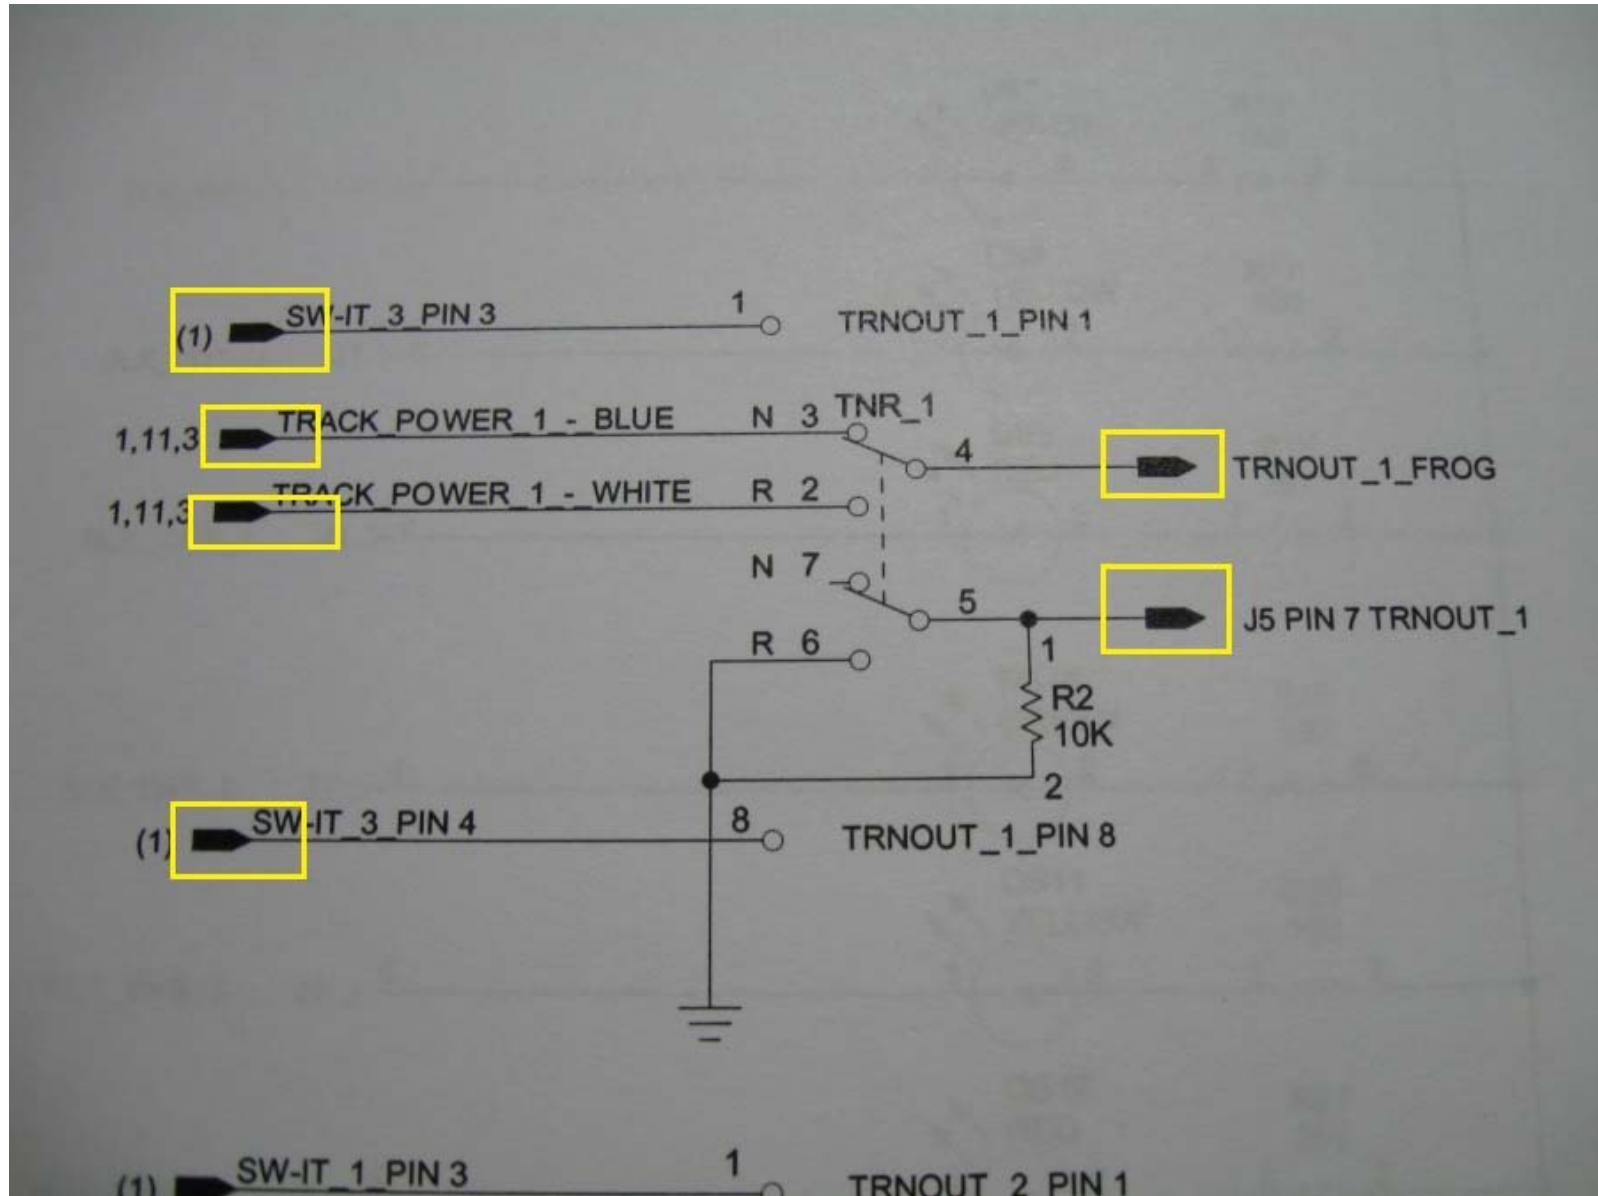 (1) SW-IT_3_PIN 3 1 TRNOUT_1_PIN 1
1,11,3 TRACK_POWER_1_-_BLUE N 3 TNR_1
4 TRNOUT_1_FROG
1,11,3 TRACK_POWER_1_-_WHITE R 2
N 7
5 J5 PIN 7 TRNOUT_1
R 6 1
R2
10K
2
(1) SW-IT_3_PIN 4 8 TRNOUT_1_PIN 8
(1) SW-IT_1_PIN 3 1 TRNOUT_2_PIN 1